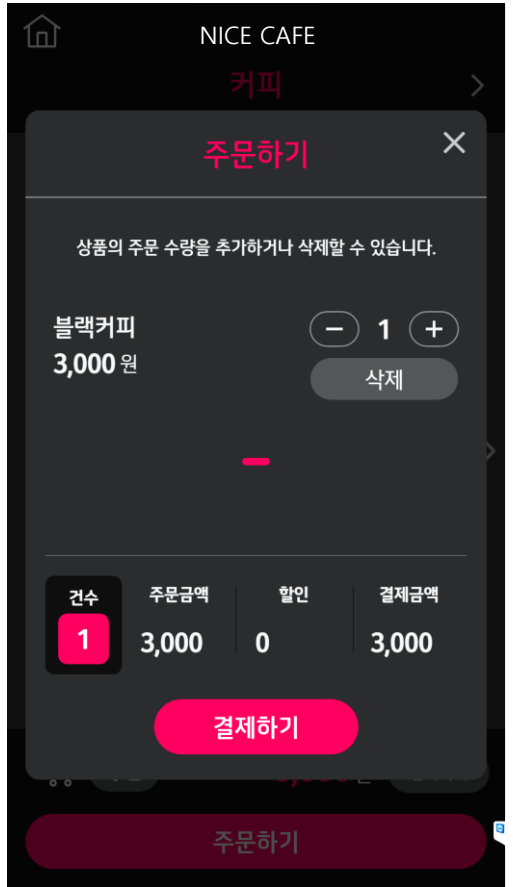 NICE CAFE
커피
주문하기
상품의 주문 수량을 추가하거나 삭제할 수 있습니다.
블랙커피
1
3,000 원
삭제
건수
주문금액
할인
결제금액
1
3,000
0
3,000
결제하기
주문하기